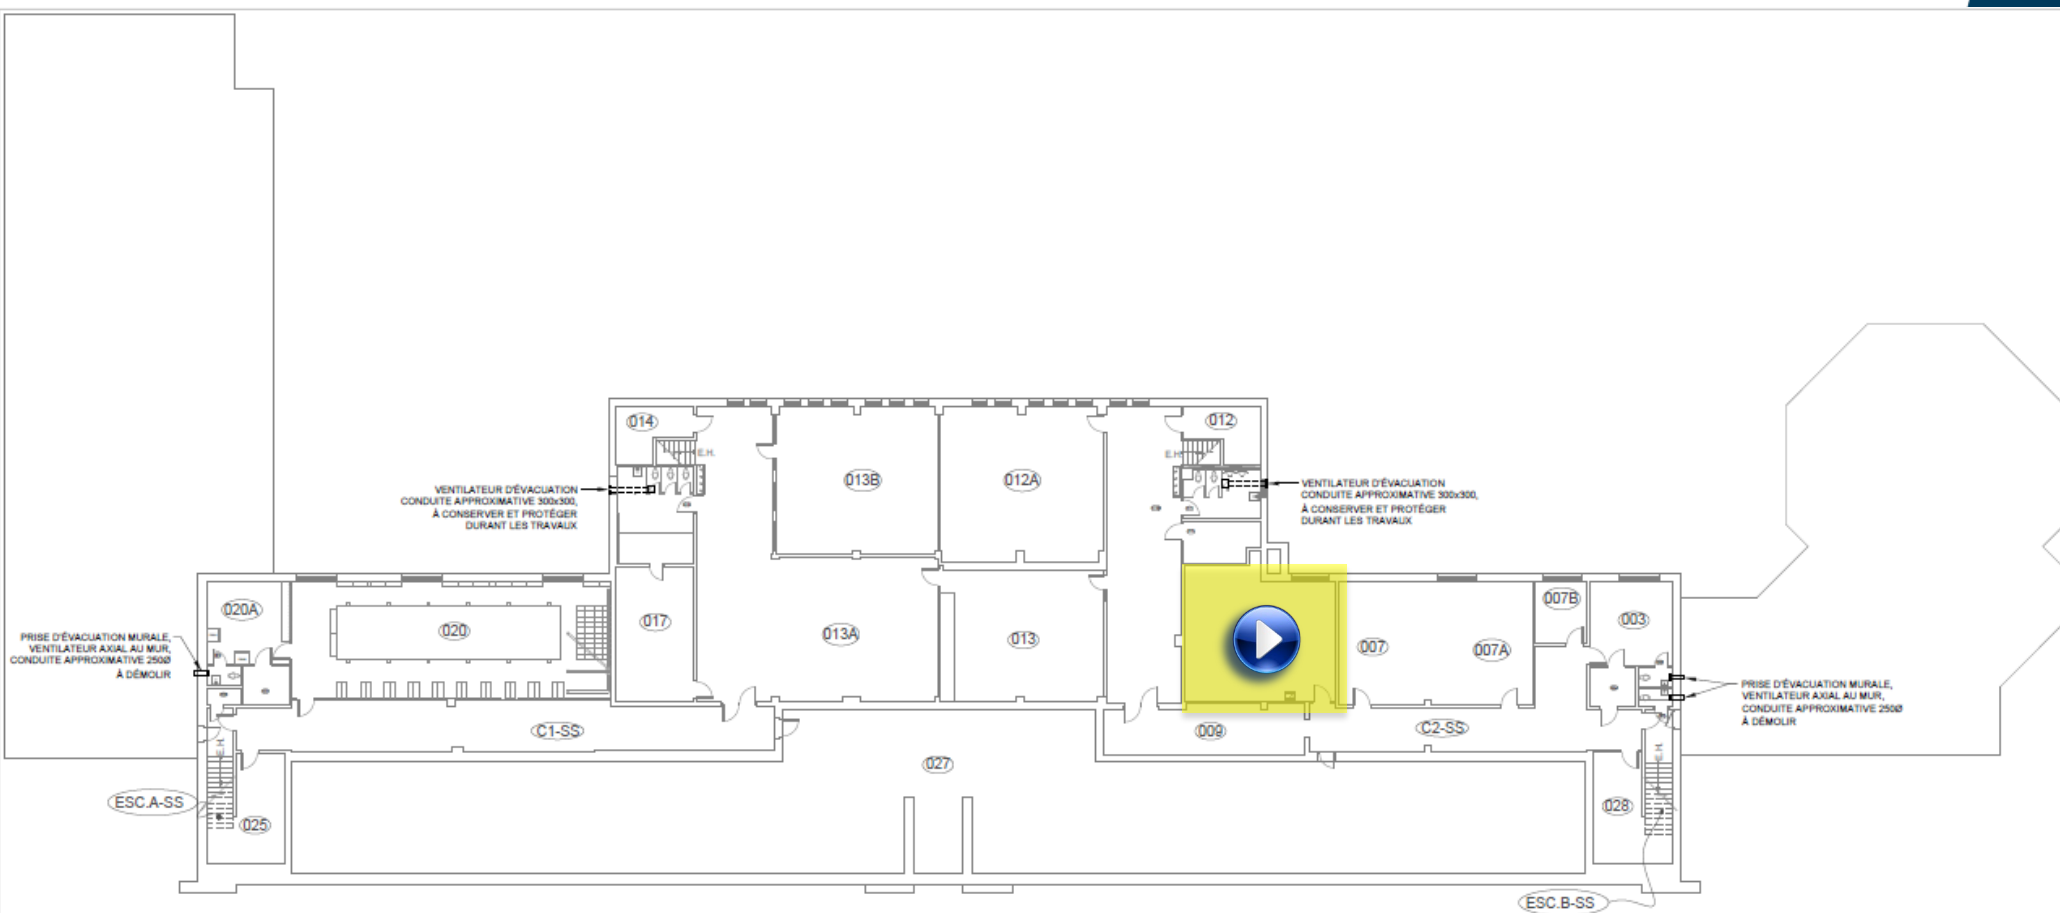 014
012
E.H.
E.H.
013B
012A
VENTILATEUR D'ÉVACUATION
CONDUITE APPROXIMATIVE 300x300,
À CONSERVER ET PROTÉGER
DURANT LES TRAVAUX
VENTILATEUR D'ÉVACUATION
CONDUITE APPROXIMATIVE 300x300,
À CONSERVER ET PROTÉGER
DURANT LES TRAVAUX
020A
020
017
013A
013
007
007A
007B
003
PRISE D'ÉVACUATION MURALE,
VENTILATEUR AXIAL AU MUR,
CONDUITE APPROXIMATIVE 250Ø
À DÉMOLIR
PRISE D'ÉVACUATION MURALE,
VENTILATEUR AXIAL AU MUR,
CONDUITE APPROXIMATIVE 250Ø
À DÉMOLIR
C1-SS
009
C2-SS
E.H.
E.H.
027
ESC.A-SS
025
028
ESC.B-SS